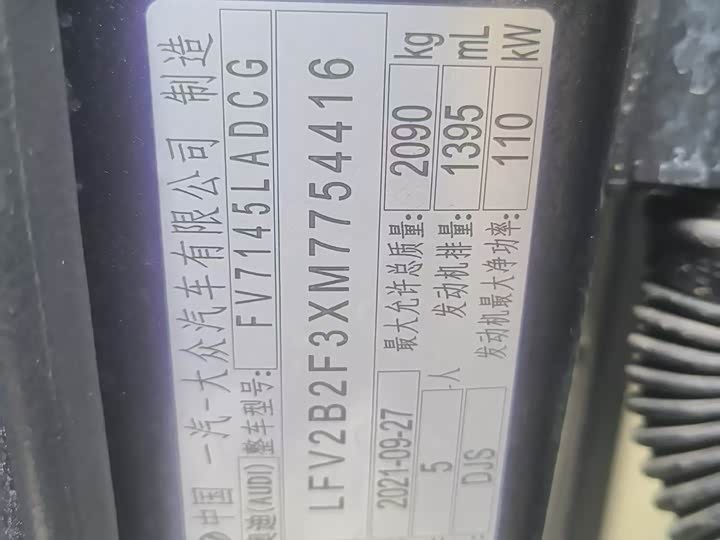 中国 一汽-大众汽车有限公司 制造
奥迪(AUDI) 整车型号: FV7145LADCG
LFV2B2F3XM7754416
2021-09-27 最大允许总质量: 2090 kg
5 人 发动机排量: 1395 mL
DJS 发动机最大净功率: 110 kW